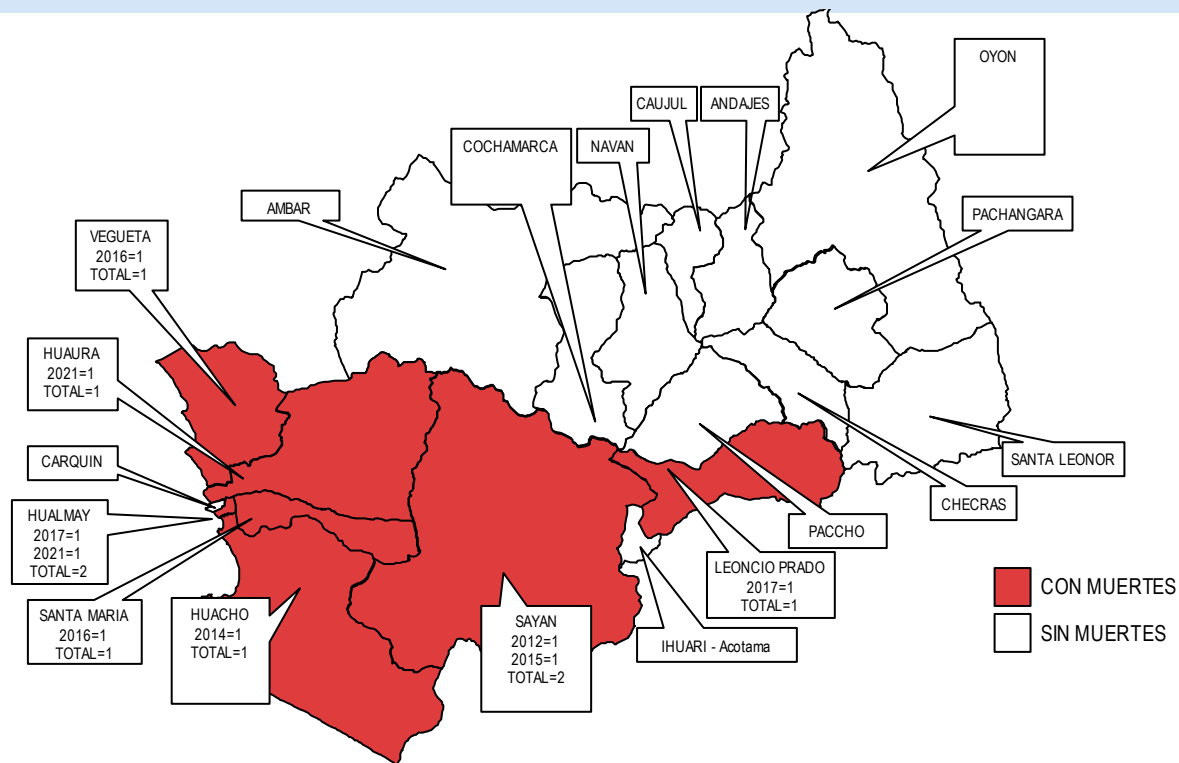 OYON
CAUJUL
ANDAJES
COCHAMARCA
NAVAN
AMBAR
PACHANGARA
VEGUETA
2016=1
TOTAL=1
HUAURA
2021=1
TOTAL=1
CARQUIN
HUALMAY
2017=1
2021=1
TOTAL=2
SANTA MARIA
2016=1
TOTAL=1
HUACHO
2014=1
TOTAL=1
SAYAN
2012=1
2015=1
TOTAL=2
IHUARI - Acotama
LEONCIO PRADO
2017=1
TOTAL=1
PACCHO
CHECRAS
SANTA LEONOR
CON MUERTES
SIN MUERTES